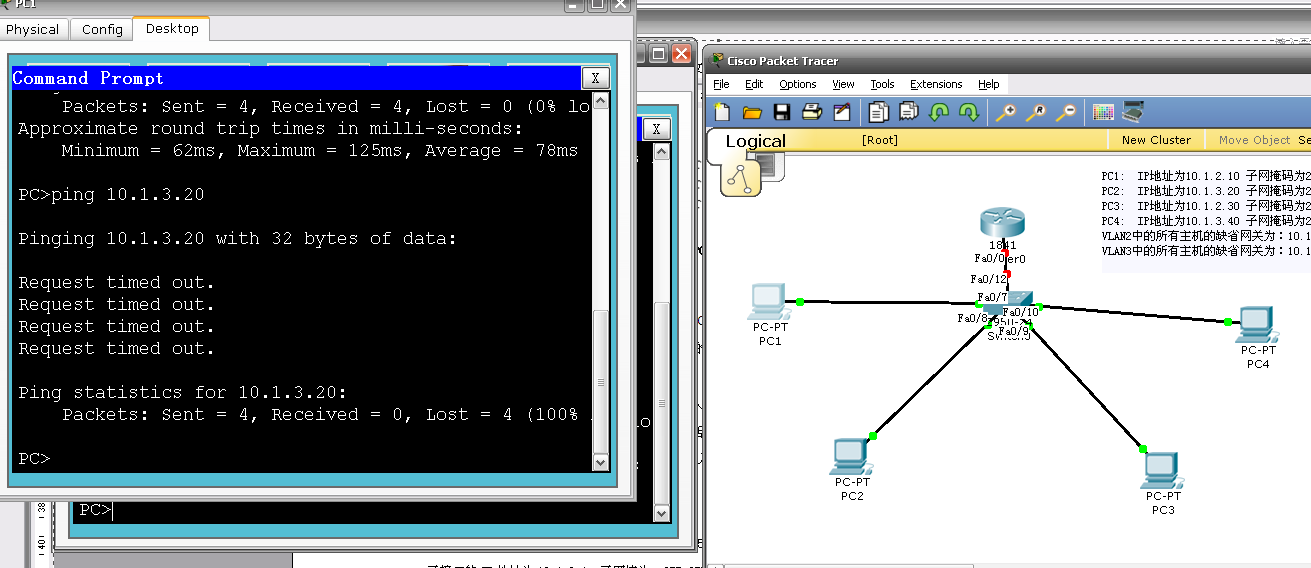 PC1
Physical
Config
Desktop
Command Prompt
X
Packets: Sent = 4, Received = 4, Lost = 0 (0% lo
Approximate round trip times in milli-seconds:
Minimum = 62ms, Maximum = 125ms, Average = 78ms
PC>ping 10.1.3.20
Pinging 10.1.3.20 with 32 bytes of data:
Request timed out.
Request timed out.
Request timed out.
Request timed out.
Ping statistics for 10.1.3.20:
Packets: Sent = 4, Received = 0, Lost = 4 (100%
PC>
X
lo
PC>
38
40
Cisco Packet Tracer
File Edit Options View Tools Extensions Help
Logical
[Root]
New Cluster
Move Object
Se
PC1: IP地址为10.1.2.10 子网掩码为2
PC2: IP地址为10.1.3.20 子网掩码为2
PC3: IP地址为10.1.2.30 子网掩码为2
PC4: IP地址为10.1.3.40 子网掩码为2
VLAN2中的所有主机的缺省网关为：10.1
VLAN3中的所有主机的缺省网关为：10.1
1841
Fa0/0
er0
Fa0/12
Fa0/7
Fa0/8
Fa0/10
Fa0/9
PC-PT
PC1
PC-PT
PC4
PC-PT
PC2
PC-PT
PC3